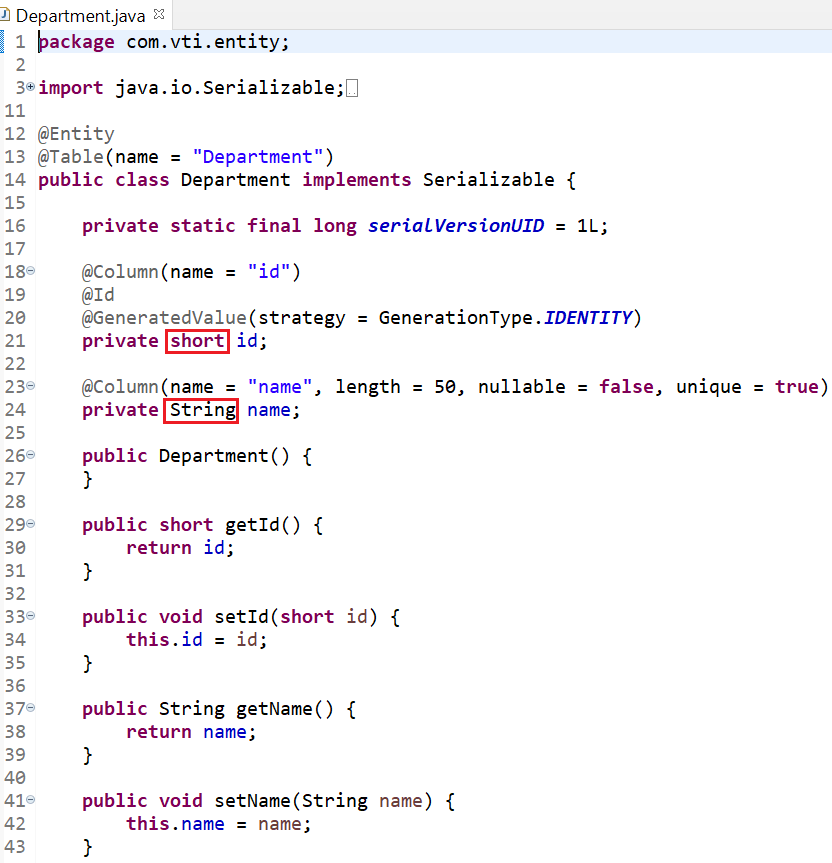 Department.java
1 package com.vti.entity;
2
3 import java.io.Serializable;
11
12 @Entity
13 @Table(name = "Department")
14 public class Department implements Serializable {
15
16 private static final long serialVersionUID = 1L;
17
18 @Column(name = "id")
19 @Id
20 @GeneratedValue(strategy = GenerationType.IDENTITY)
21 private short id;
22
23 @Column(name = "name", length = 50, nullable = false, unique = true)
24 private String name;
25
26 public Department() {
27 }
28
29 public short getId() {
30 return id;
31 }
32
33 public void setId(short id) {
34 this.id = id;
35 }
36
37 public String getName() {
38 return name;
39 }
40
41 public void setName(String name) {
42 this.name = name;
43 }